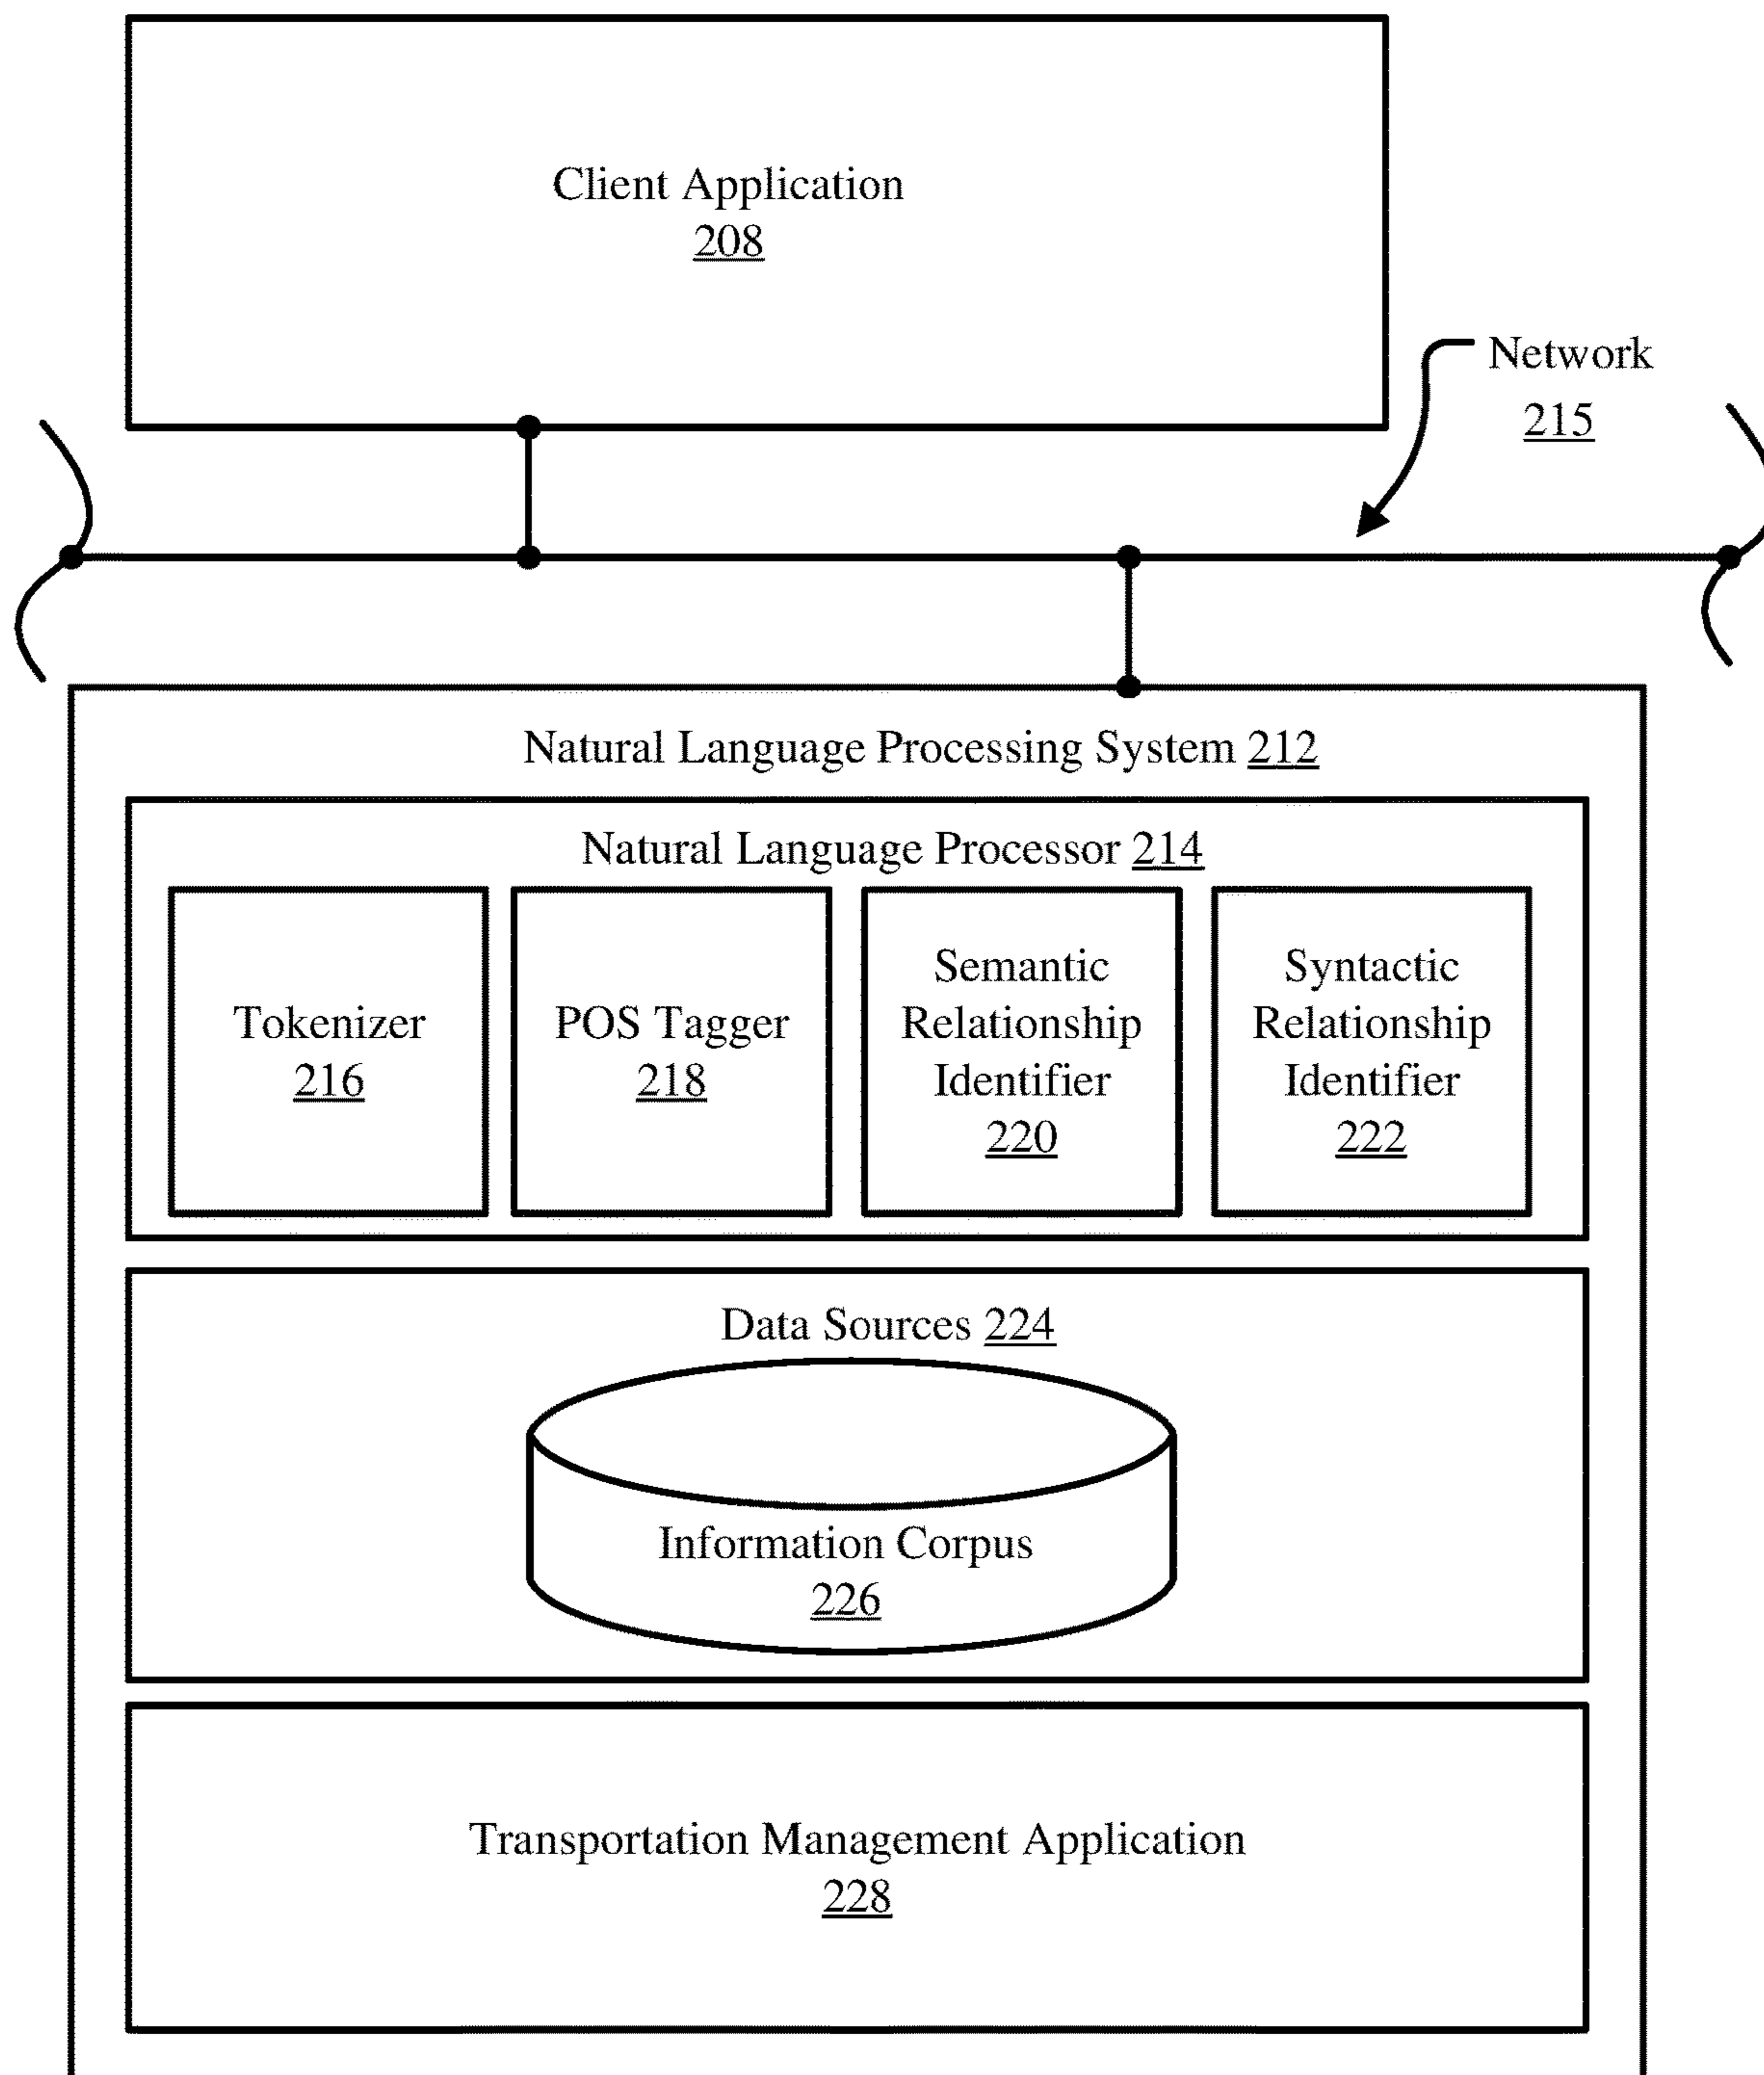 Client Application
208
Network
215
Natural Language Processing System 212
Natural Language Processor 214
Tokenizer
216
POS Tagger
218
Semantic
Relationship
Identifier
220
Syntactic
Relationship
Identifier
222
Data Sources 224
Information Corpus
226
Transportation Management Application
228